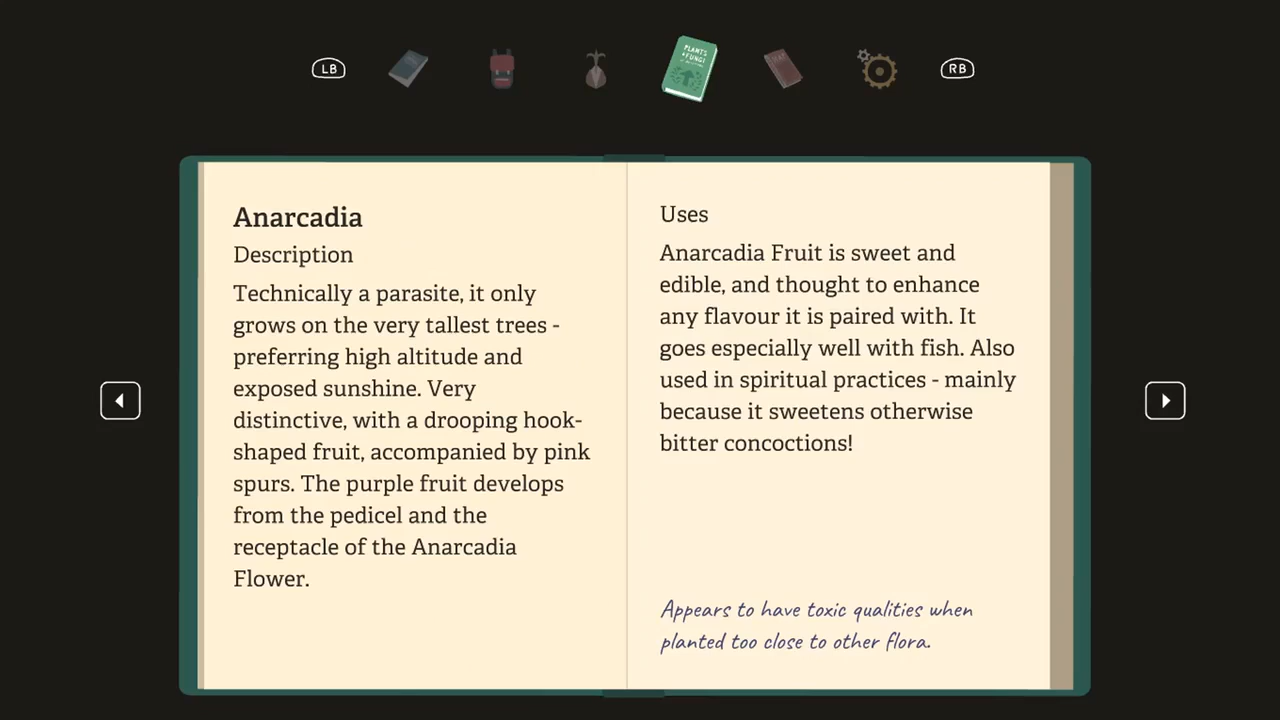 LB
PLANTS
& FUNGI
RB
Anarcadia
Description
Technically a parasite, it only
grows on the very tallest trees -
preferring high altitude and
exposed sunshine. Very
distinctive, with a drooping hook-
shaped fruit, accompanied by pink
spurs. The purple fruit develops
from the pedicel and the
receptacle of the Anarcadia
Flower.
Uses
Anarcadia Fruit is sweet and
edible, and thought to enhance
any flavour it is paired with. It
goes especially well with fish. Also
used in spiritual practices - mainly
because it sweetens otherwise
bitter concoctions!
Appears to have toxic qualities when
planted too close to other flora.